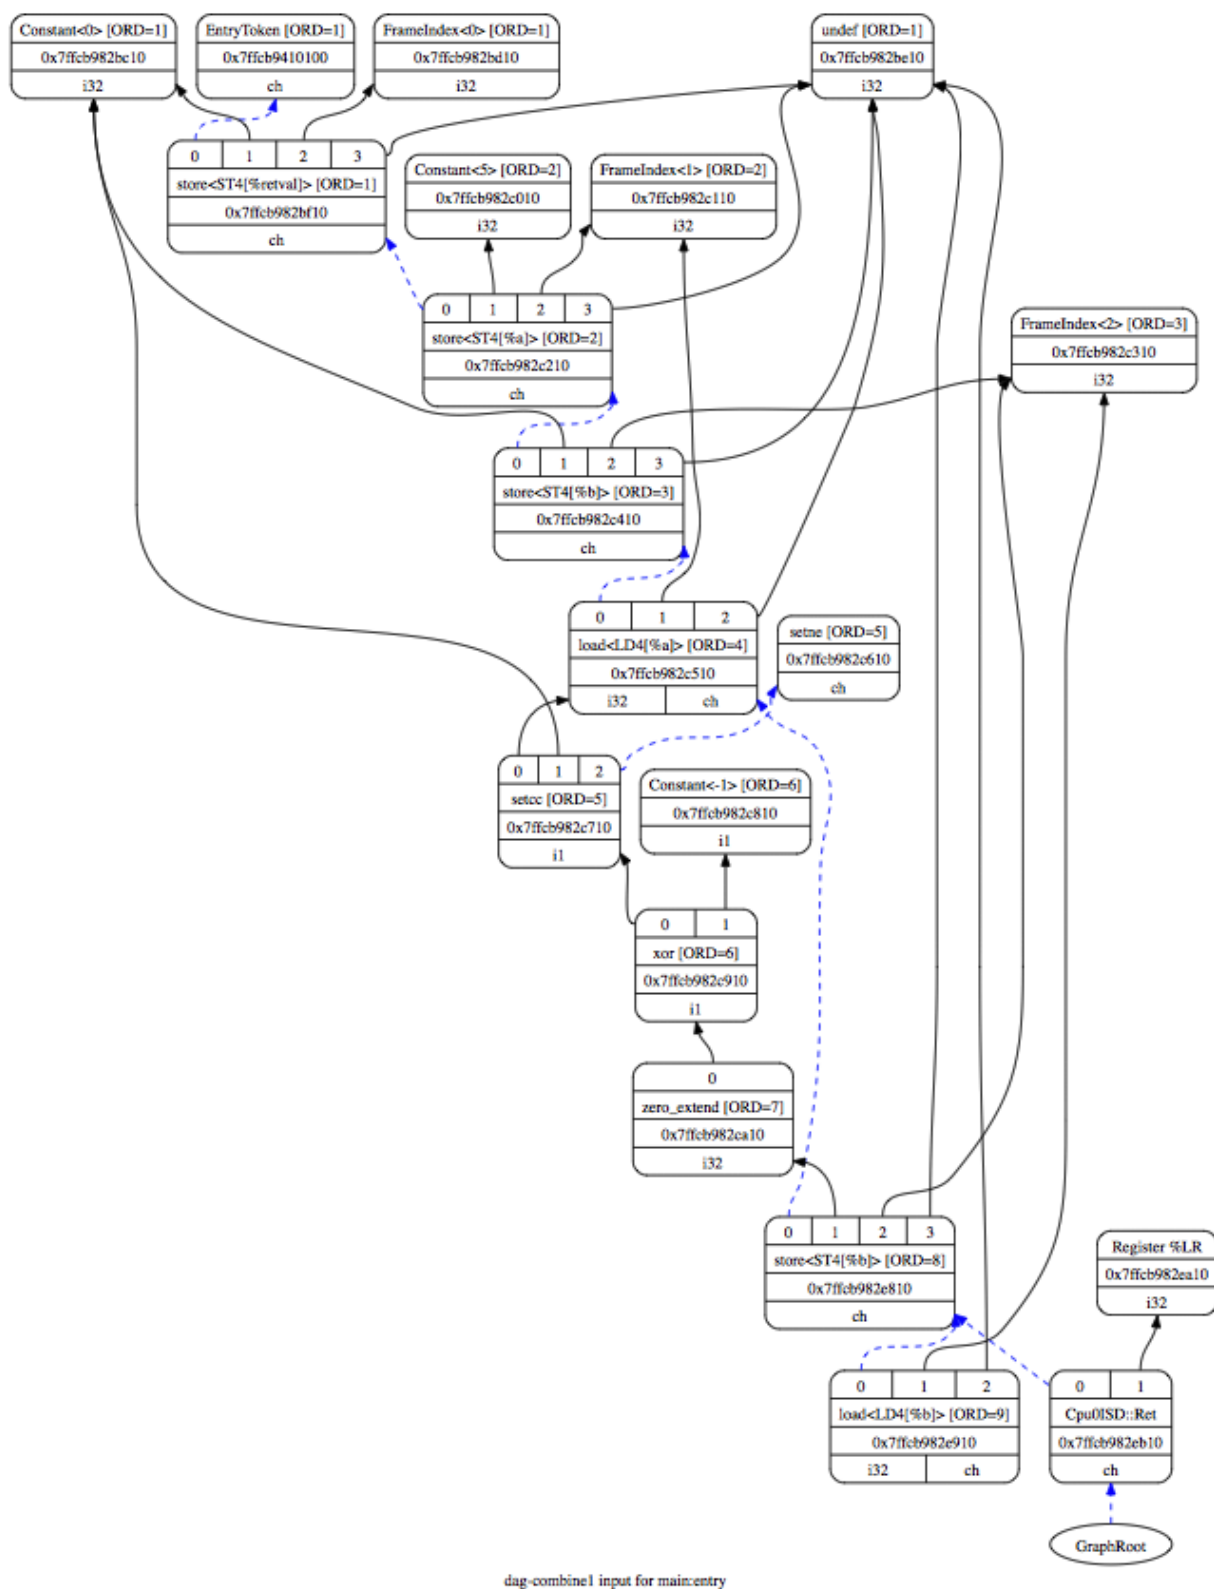 Constant<0> [ORD=1]
0x7ffcb982bc10
i32
EntryToken [ORD=1]
0x7ffcb9410100
ch
FrameIndex<0> [ORD=1]
0x7ffcb982bd10
i32
undef [ORD=1]
0x7ffcb982be10
i32
0 1 2 3
store<ST4[%retval]> [ORD=1]
0x7ffcb982bf10
ch
Constant<5> [ORD=2]
0x7ffcb982c010
i32
FrameIndex<1> [ORD=2]
0x7ffcb982c110
i32
0 1 2 3
store<ST4[%a]> [ORD=2]
0x7ffcb982c210
ch
FrameIndex<2> [ORD=3]
0x7ffcb982c310
i32
0 1 2 3
store<ST4[%b]> [ORD=3]
0x7ffcb982c410
ch
0 1 2
load<LD4[%a]> [ORD=4]
0x7ffcb982c510
i32 ch
setne [ORD=5]
0x7ffcb982c610
ch
0 1 2
setcc [ORD=5]
0x7ffcb982c710
i1
Constant<-1> [ORD=6]
0x7ffcb982c810
i1
0 1
xor [ORD=6]
0x7ffcb982c910
i1
0
zero_extend [ORD=7]
0x7ffcb982ca10
i32
0 1 2 3
store<ST4[%b]> [ORD=8]
0x7ffcb982e810
ch
Register %LR
0x7ffcb982ea10
i32
0 1 2
load<LD4[%b]> [ORD=9]
0x7ffcb982e910
i32 ch
0 1
Cpu0ISD::Ret
0x7ffcb982eb10
ch
GraphRoot
dag-combine1 input for main:entry